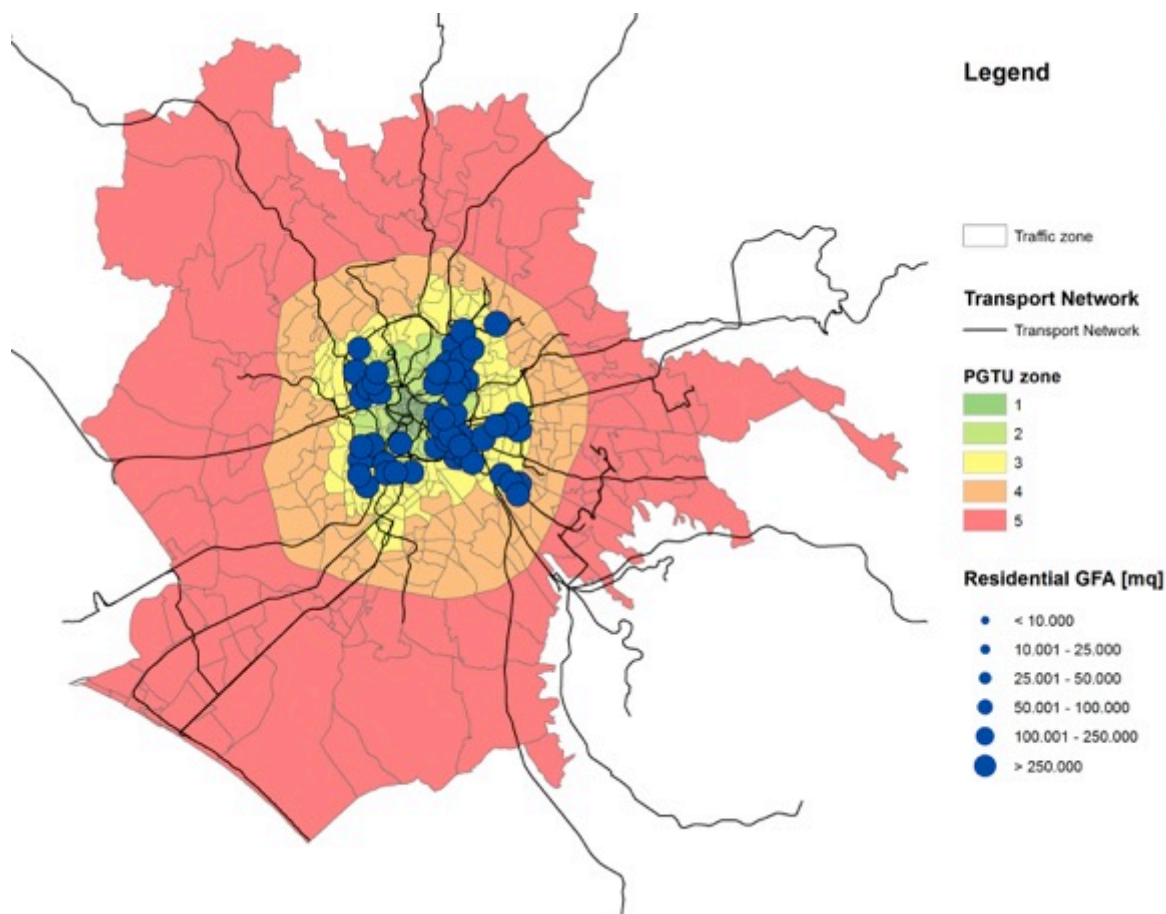 Legend
Traffic zone
Transport Network
Transport Network
PGTU zone
1
2
3
4
5
Residential GFA [mq]
< 10.000
10.001 - 25.000
25.001 - 50.000
50.001 - 100.000
100.001 - 250.000
> 250.000